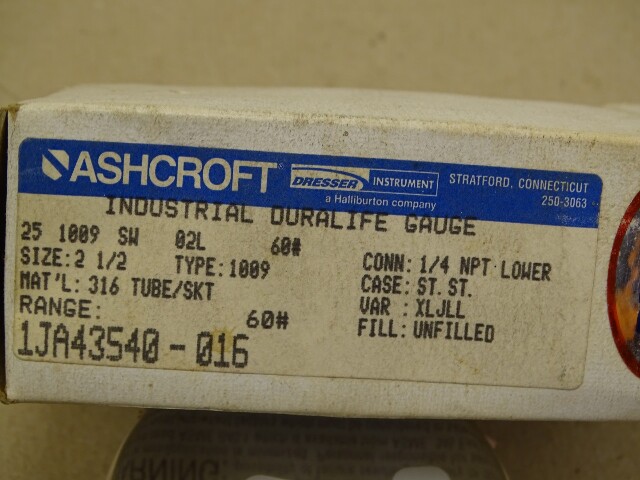 ASHCROFT DRESSER INSTRUMENT STRATFORD, CONNECTICUT
a Halliburton company 250-3063
INDUSTRIAL DURALIFE GAUGE
25 1009 SW 02L 60#
SIZE:2 1/2 TYPE:1009 CONN: 1/4 NPT LOWER
MAT'L: 316 TUBE/SKT CASE: ST.ST.
RANGE: 60# VAR : XLJLL
1JA43540-016 FILL: UNFILLED
WARNING